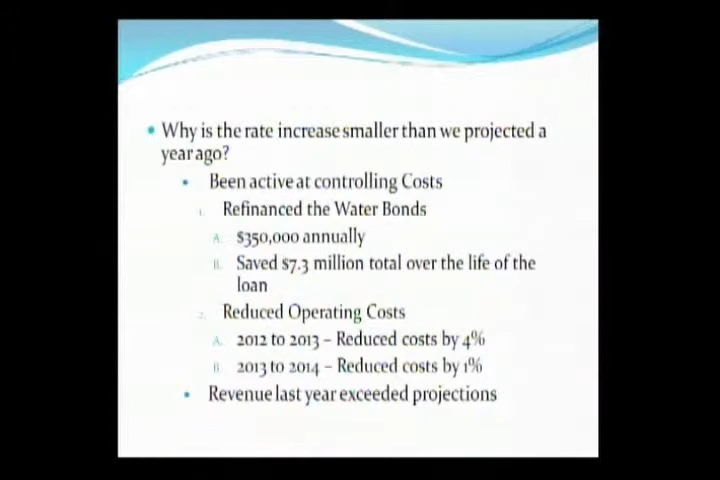 • Why is the rate increase smaller than we projected a
year ago?
• Been active at controlling Costs
1. Refinanced the Water Bonds
A. $350,000 annually
B. Saved $7.3 million total over the life of the
loan
2. Reduced Operating Costs
A. 2012 to 2013 – Reduced costs by 4%
B. 2013 to 2014 – Reduced costs by 1%
• Revenue last year exceeded projections